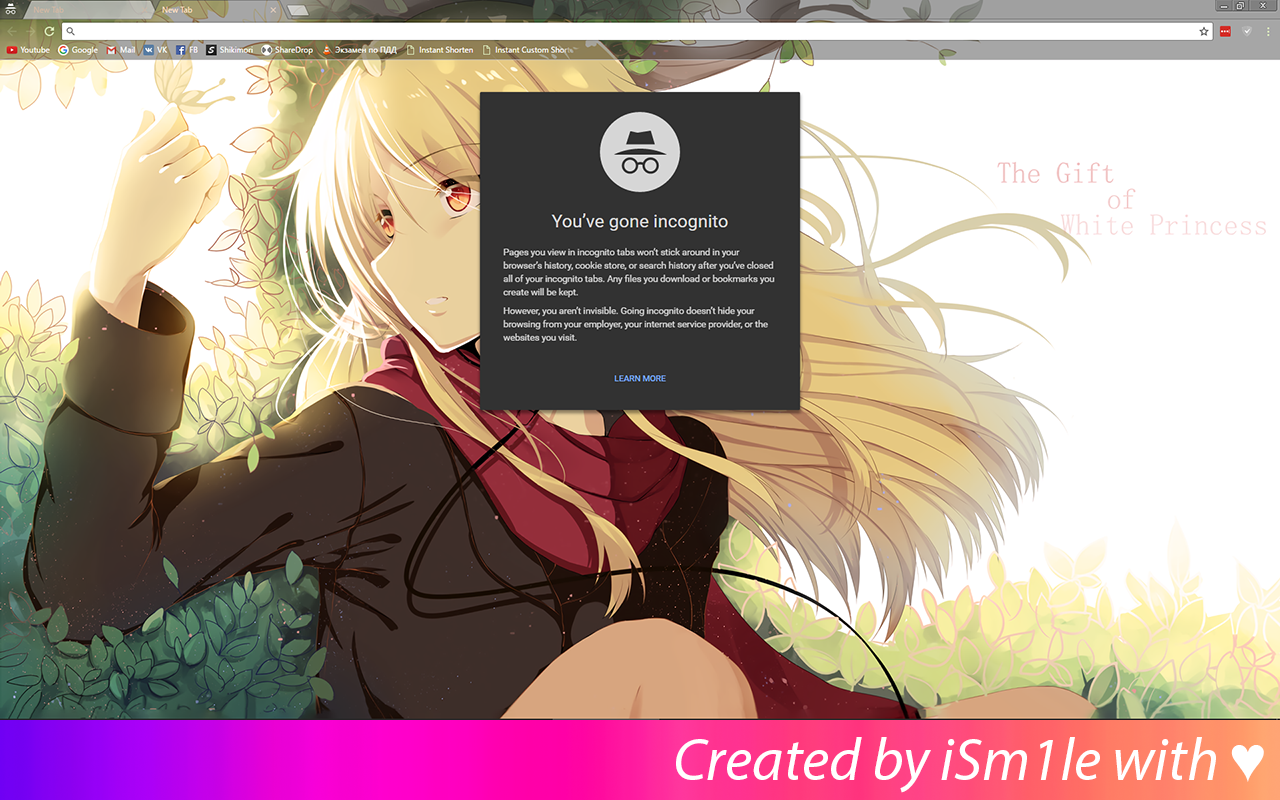 New Tab
New Tab
Youtube Google Mail VK FB Shikimori ShareDrop Экзамен по ПДД Instant Shorten Instant Custom Shorte
The Gift
of
White Princess
You’ve gone incognito
Pages you view in incognito tabs won’t stick around in your
browser’s history, cookie store, or search history after you’ve closed
all of your incognito tabs. Any files you download or bookmarks you
create will be kept.
However, you aren’t invisible. Going incognito doesn’t hide your
browsing from your employer, your internet service provider, or the
websites you visit.
LEARN MORE
Created by iSm1le with ♥